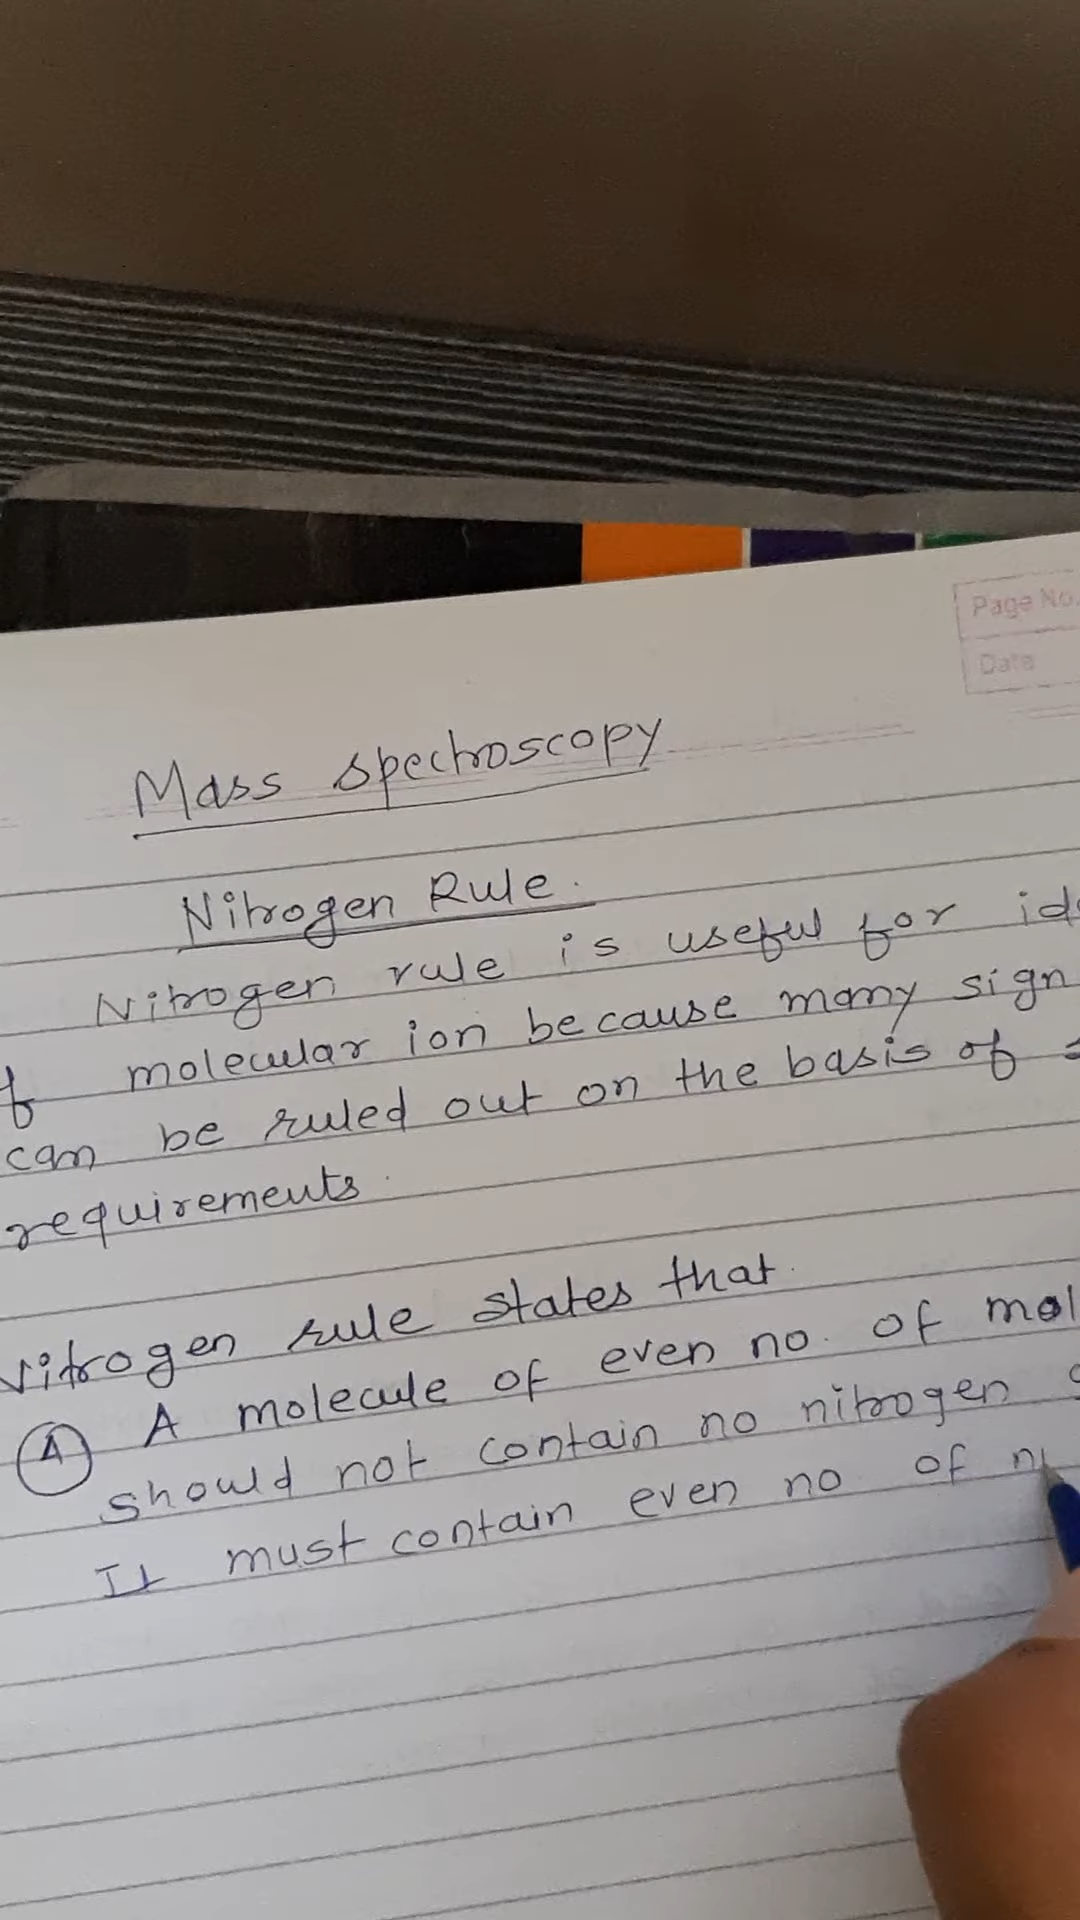 Page No.
Date
Mass spectroscopy
Nitrogen Rule.
Nitrogen rule is useful for
molecular ion because many sign
can be ruled out on the basis of
requirements.
Nitrogen rule states that.
A A molecule of even no. of mol
should not contain no nitrogen
It must contain even no of